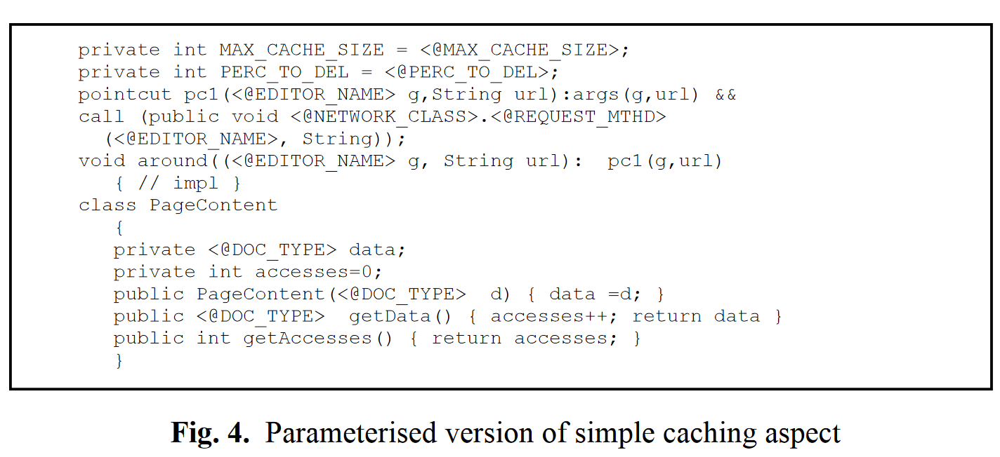 private int MAX_CACHE_SIZE = <@MAX_CACHE_SIZE>;
private int PERC_TO_DEL = <@PERC_TO_DEL>;
pointcut pc1(<@EDITOR_NAME> g,String url):args(g,url) &&
call (public void <@NETWORK_CLASS>.<@REQUEST_MTHD>
(<@EDITOR_NAME>, String));
void around((<@EDITOR_NAME> g, String url): pc1(g,url)
{ // impl }
class PageContent
{
private <@DOC_TYPE> data;
private int accesses=0;
public PageContent(<@DOC_TYPE> d) { data =d; }
public <@DOC_TYPE> getData() { accesses++; return data }
public int getAccesses() { return accesses; }
}
Fig. 4. Parameterised version of simple caching aspect